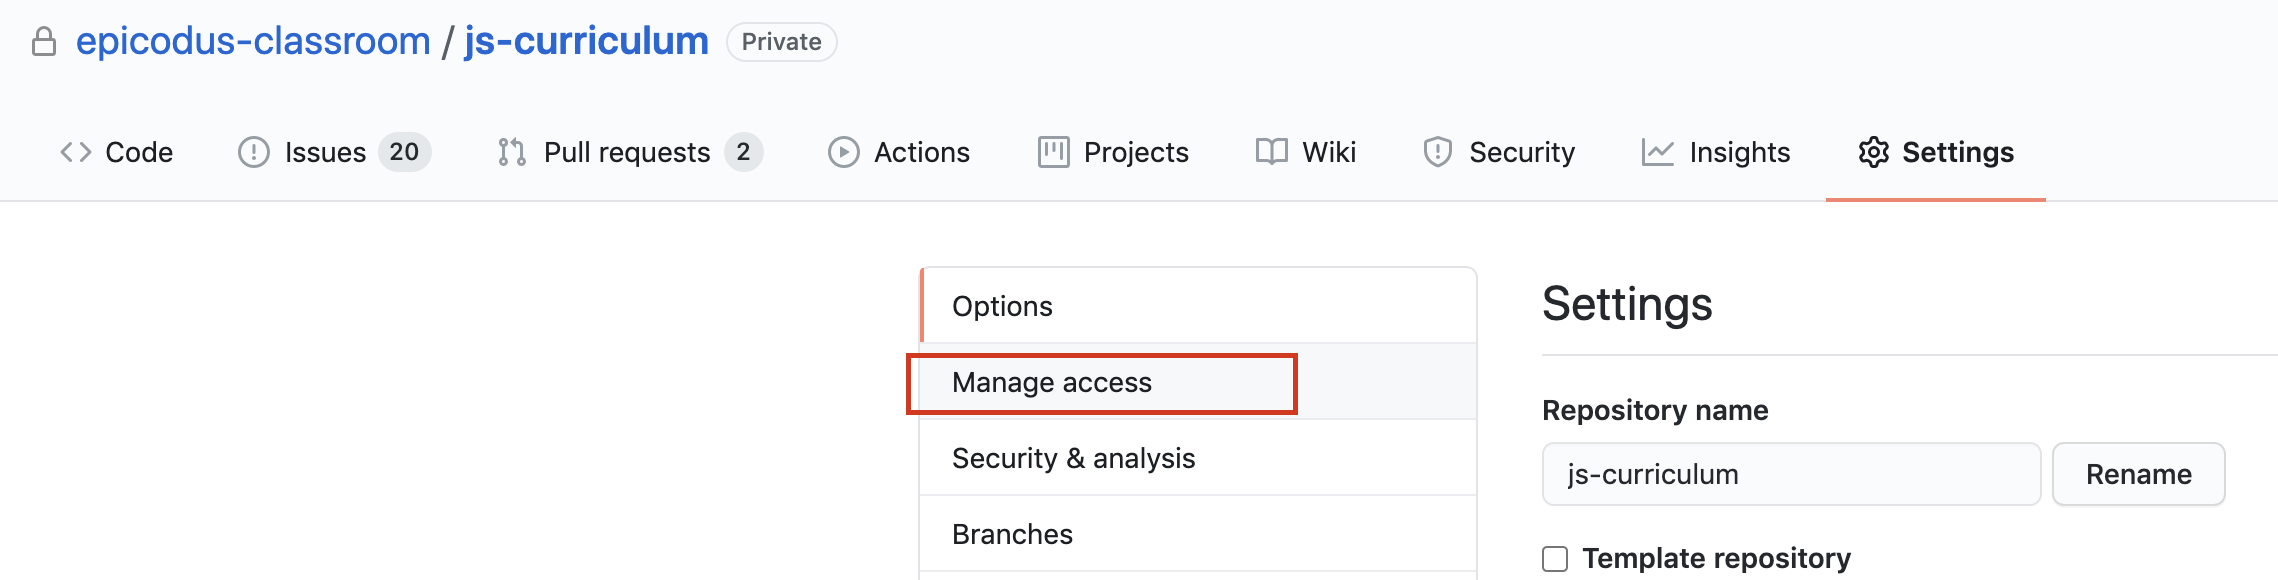 epicodus-classroom / js-curriculum Private
Code Issues 20 Pull requests 2 Actions Projects Wiki Security Insights Settings
Options
Manage access
Security & analysis
Branches
Settings
Repository name
js-curriculum Rename
Template repository